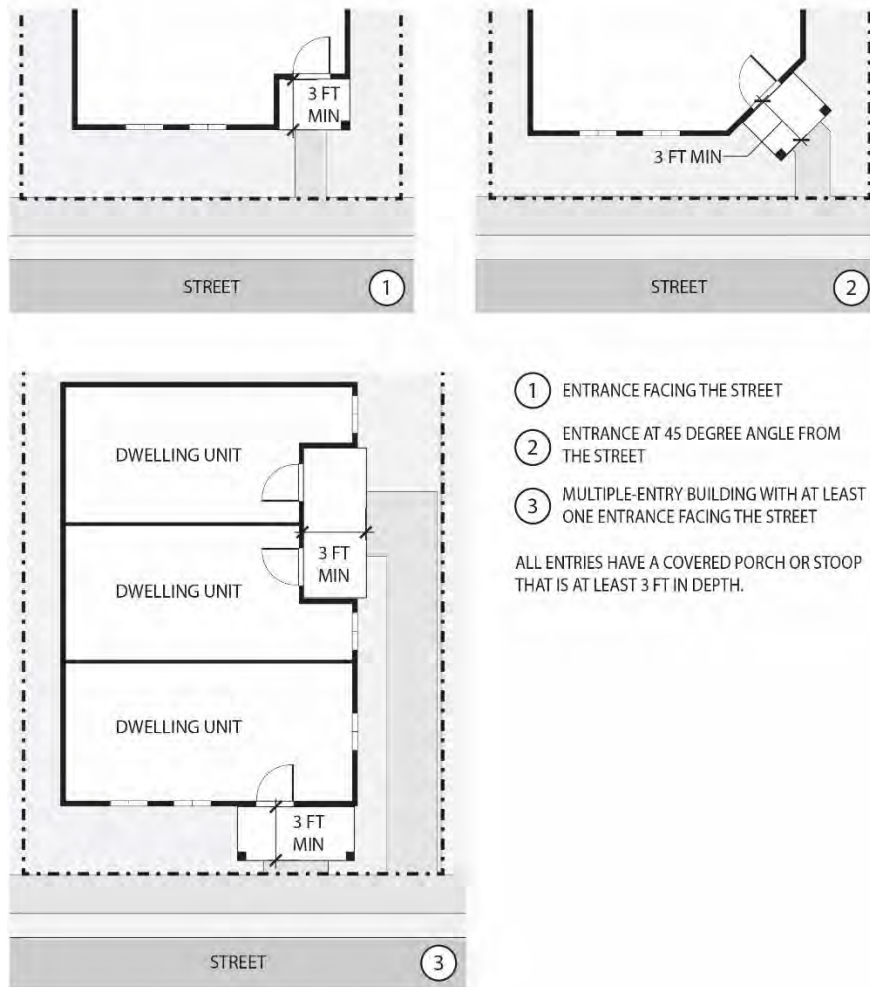 3 FT
MIN
STREET
1
3 FT MIN
STREET
2
DWELLING UNIT
3 FT
MIN
DWELLING UNIT
DWELLING UNIT
3 FT
MIN
STREET
3
1 ENTRANCE FACING THE STREET
2 ENTRANCE AT 45 DEGREE ANGLE FROM
THE STREET
3 MULTIPLE-ENTRY BUILDING WITH AT LEAST
ONE ENTRANCE FACING THE STREET
ALL ENTRIES HAVE A COVERED PORCH OR STOOP
THAT IS AT LEAST 3 FT IN DEPTH.